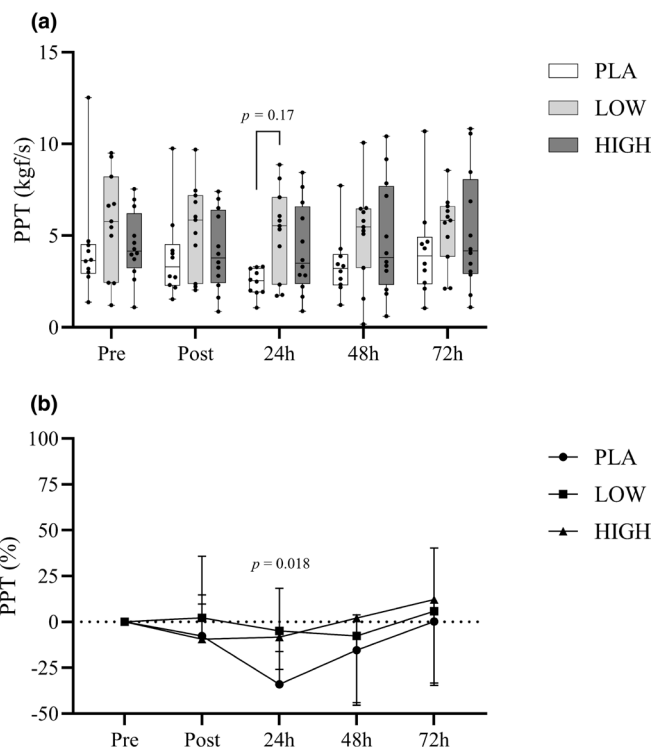 (a)
15
10
5
0
PPT (kgf/s)
p = 0.17
PLA
LOW
HIGH
Pre Post 24h 48h 72h
(b)
100
75
50
25
0
-25
-50
PPT (%)
p = 0.018
PLA
LOW
HIGH
Pre Post 24h 48h 72h